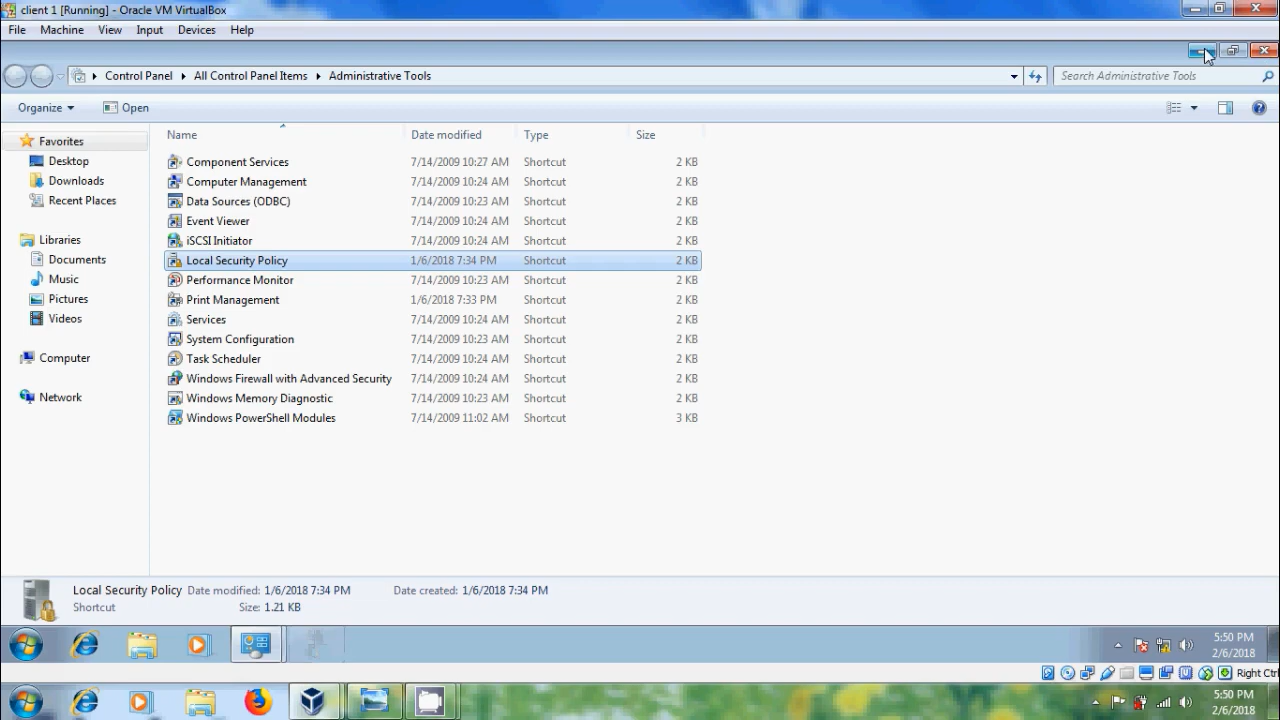 client 1 [Running] - Oracle VM VirtualBox
File Machine View Input Devices Help
Control Panel All Control Panel Items Administrative Tools Search Administrative Tools
Organize Open
Name Date modified Type Size
Favorites
Desktop
Downloads
Recent Places
Libraries
Documents
Music
Pictures
Videos
Computer
Network
Component Services 7/14/2009 10:27 AM Shortcut 2 KB
Computer Management 7/14/2009 10:24 AM Shortcut 2 KB
Data Sources (ODBC) 7/14/2009 10:23 AM Shortcut 2 KB
Event Viewer 7/14/2009 10:24 AM Shortcut 2 KB
iSCSI Initiator 7/14/2009 10:24 AM Shortcut 2 KB
Local Security Policy 1/6/2018 7:34 PM Shortcut 2 KB
Performance Monitor 7/14/2009 10:23 AM Shortcut 2 KB
Print Management 1/6/2018 7:33 PM Shortcut 2 KB
Services 7/14/2009 10:24 AM Shortcut 2 KB
System Configuration 7/14/2009 10:23 AM Shortcut 2 KB
Task Scheduler 7/14/2009 10:24 AM Shortcut 2 KB
Windows Firewall with Advanced Security 7/14/2009 10:24 AM Shortcut 2 KB
Windows Memory Diagnostic 7/14/2009 10:23 AM Shortcut 2 KB
Windows PowerShell Modules 7/14/2009 11:02 AM Shortcut 3 KB
Local Security Policy Date modified: 1/6/2018 7:34 PM Date created: 1/6/2018 7:34 PM
Shortcut Size: 1.21 KB
5:50 PM
2/6/2018
Right Ctrl
5:50 PM
2/6/2018